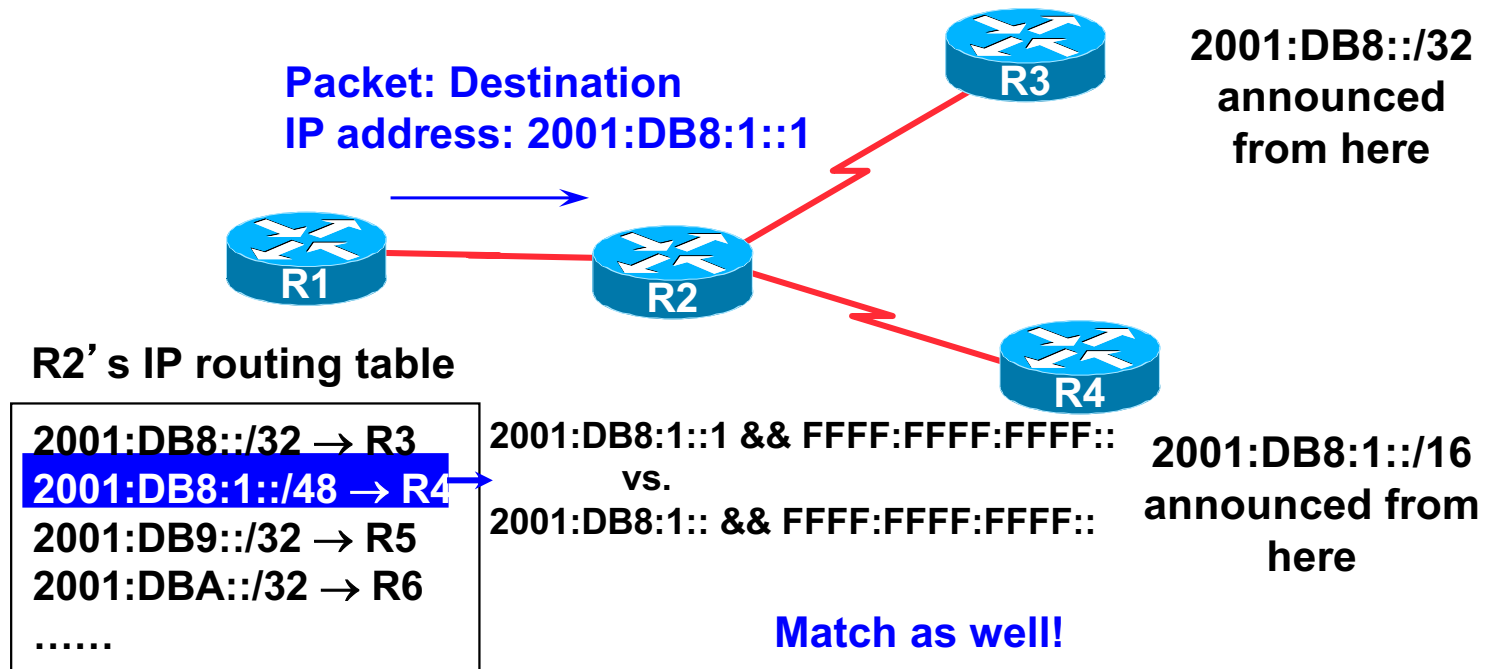 Packet: Destination
IP address: 2001:DB8:1::1
R3
2001:DB8::/32
announced
from here
R1
R2
R4
R2’s IP routing table
2001:DB8::/32 → R3
2001:DB8:1::/48 → R4
2001:DB9::/32 → R5
2001:DBA::/32 → R6
……
2001:DB8:1::1 && FFFF:FFFF:FFFF::
vs.
2001:DB8:1:: && FFFF:FFFF:FFFF::
Match as well!
2001:DB8:1::/16
announced from
here